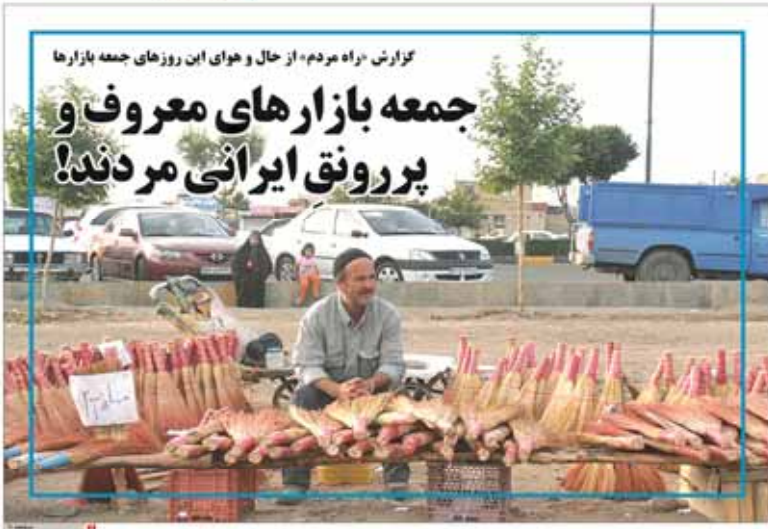 گزارش «راه مردم» از حال و هوای این روزهای جمعه بازارها
جمعه بازارهای معروف و
پررونقِ ایرانی مردند!